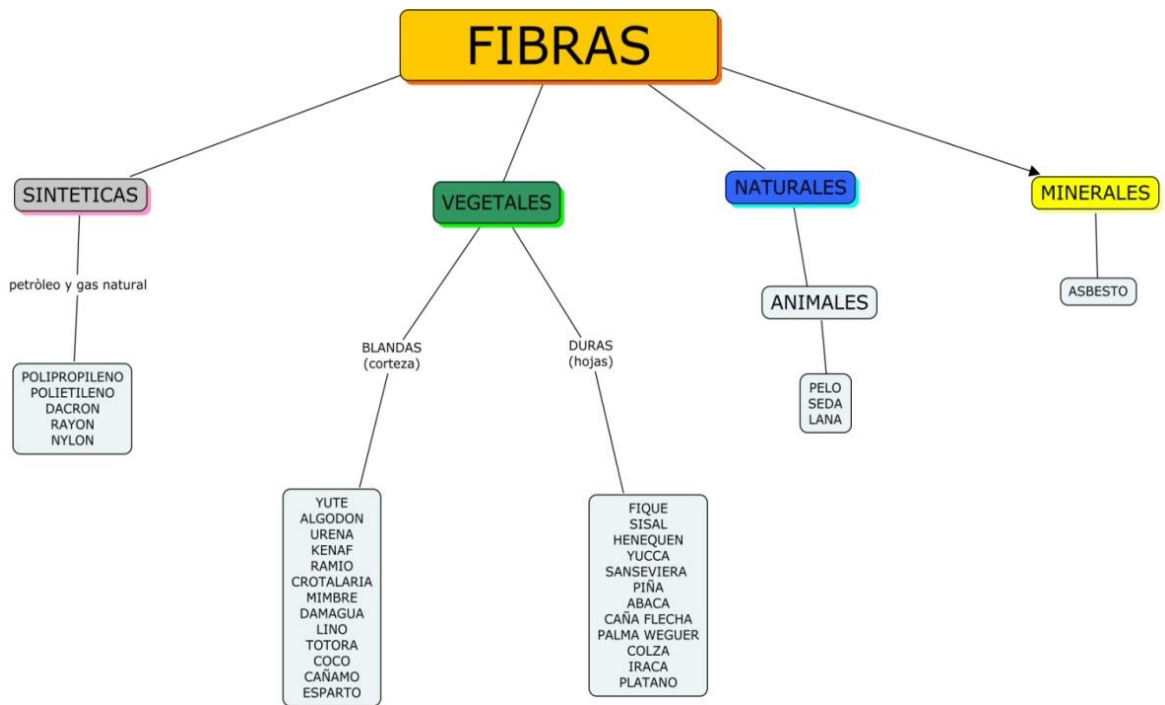 FIBRAS
SINTETICAS
petròleo y gas natural
POLIPROPILENO
POLIETILENO
DACRON
RAYON
NYLON
VEGETALES
BLANDAS
(corteza)
YUTE
ALGODON
URENA
KENAF
RAMIO
CROTALARIA
MIMBRE
DAMAGUA
LINO
TOTORA
COCO
CAÑAMO
ESPARTO
DURAS
(hojas)
FIQUE
SISAL
HENEQUEN
YUCCA
SANSEVIERA
PIÑA
ABACA
CAÑA FLECHA
PALMA WEGUER
COLZA
IRACA
PLATANO
NATURALES
ANIMALES
PELO
SEDA
LANA
MINERALES
ASBESTO